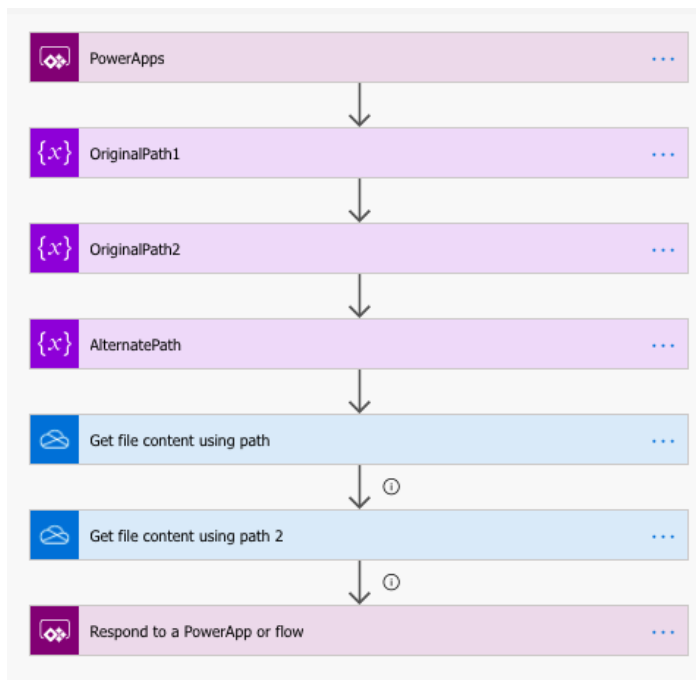 PowerApps
{x} OriginalPath1
{x} OriginalPath2
{x} AlternatePath
Get file content using path
Get file content using path 2
Respond to a PowerApp or flow